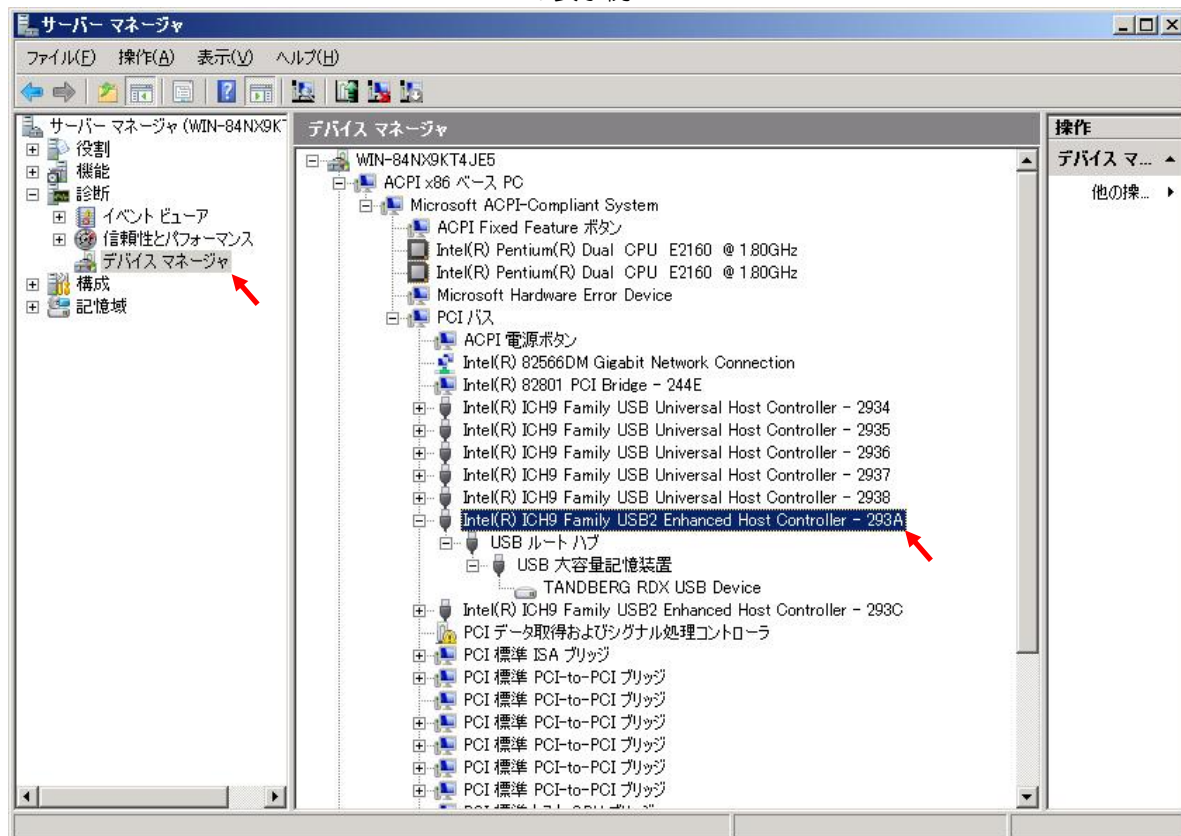 サーバー マネージャ
ファイル(F) 操作(A) 表示(V) ヘルプ(H)
サーバー マネージャ (WIN-84NX9K
役割
機能
診断
イベント ビューア
信頼性とパフォーマンス
デバイス マネージャ
構成
記憶域
デバイス マネージャ
WIN-84NX9KT4JE5
ACPI x86 ベース PC
Microsoft ACPI-Compliant System
ACPI Fixed Feature ボタン
Intel(R) Pentium(R) Dual CPU E2160 @ 1.80GHz
Intel(R) Pentium(R) Dual CPU E2160 @ 1.80GHz
Microsoft Hardware Error Device
PCI バス
ACPI 電源ボタン
Intel(R) 82566DM Gigabit Network Connection
Intel(R) 82801 PCI Bridge - 244E
Intel(R) ICH9 Family USB Universal Host Controller - 2934
Intel(R) ICH9 Family USB Universal Host Controller - 2935
Intel(R) ICH9 Family USB Universal Host Controller - 2936
Intel(R) ICH9 Family USB Universal Host Controller - 2937
Intel(R) ICH9 Family USB Universal Host Controller - 2938
Intel(R) ICH9 Family USB2 Enhanced Host Controller - 293A
USB ルート ハブ
USB 大容量記憶装置
TANDBERG RDX USB Device
Intel(R) ICH9 Family USB2 Enhanced Host Controller - 293C
PCI データ取得およびシグナル処理コントローラ
PCI 標準 ISA ブリッジ
PCI 標準 PCI-to-PCI ブリッジ
PCI 標準 PCI-to-PCI ブリッジ
PCI 標準 PCI-to-PCI ブリッジ
PCI 標準 PCI-to-PCI ブリッジ
PCI 標準 PCI-to-PCI ブリッジ
PCI 標準 PCI-to-PCI ブリッジ
操作
デバイス マ...
他の操...